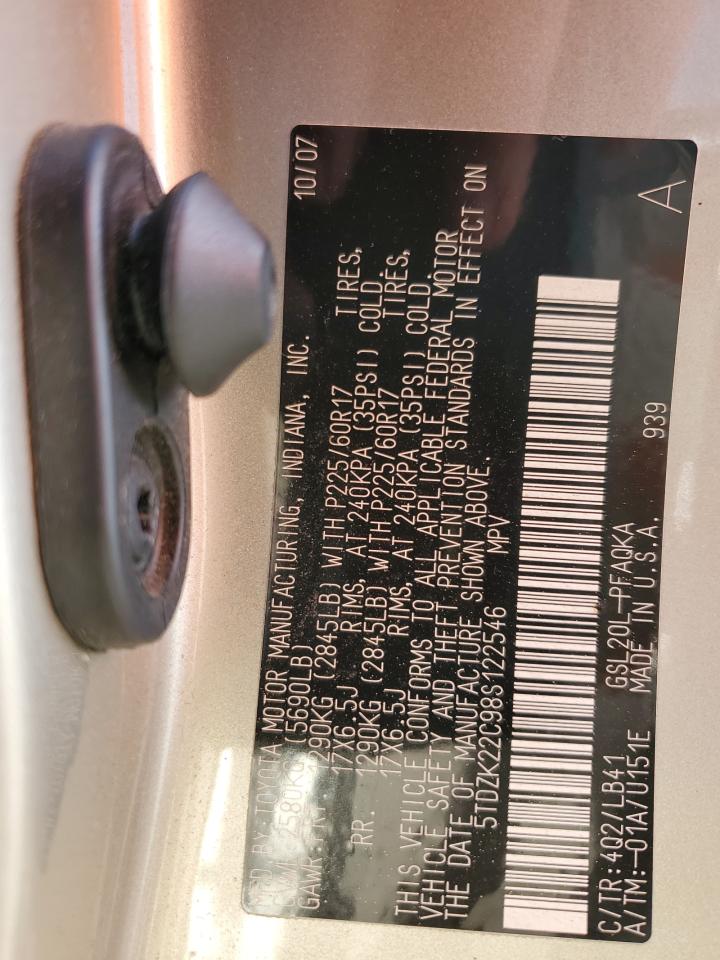 MFD BY:TOYOTA MOTOR MANUFACTURING, INDIANA, INC. 10/07
GVWR:2580KG(5690LB)
GAWR:FRT 1290KG (2845LB) WITH P225/60R17 TIRES,
17X6.5J RIMS, AT 240KPA (35PSI) COLD.
RR. 1290KG (2845LB) WITH P225/60R17 TIRES,
17X6.5J RIMS, AT 240KPA (35PSI) COLD.
THIS VEHICLE CONFORMS TO ALL APPLICABLE FEDERAL MOTOR
VEHICLE SAFETY AND THEFT PREVENTION STANDARDS IN EFFECT ON
THE DATE OF MANUFACTURE SHOWN ABOVE.
5TDZK22C98S122546 MPV
C/TR:4Q2/LB41 GSL20L-PFAQKA 939 A
A/TM:-01A/U151E MADE IN U.S.A.